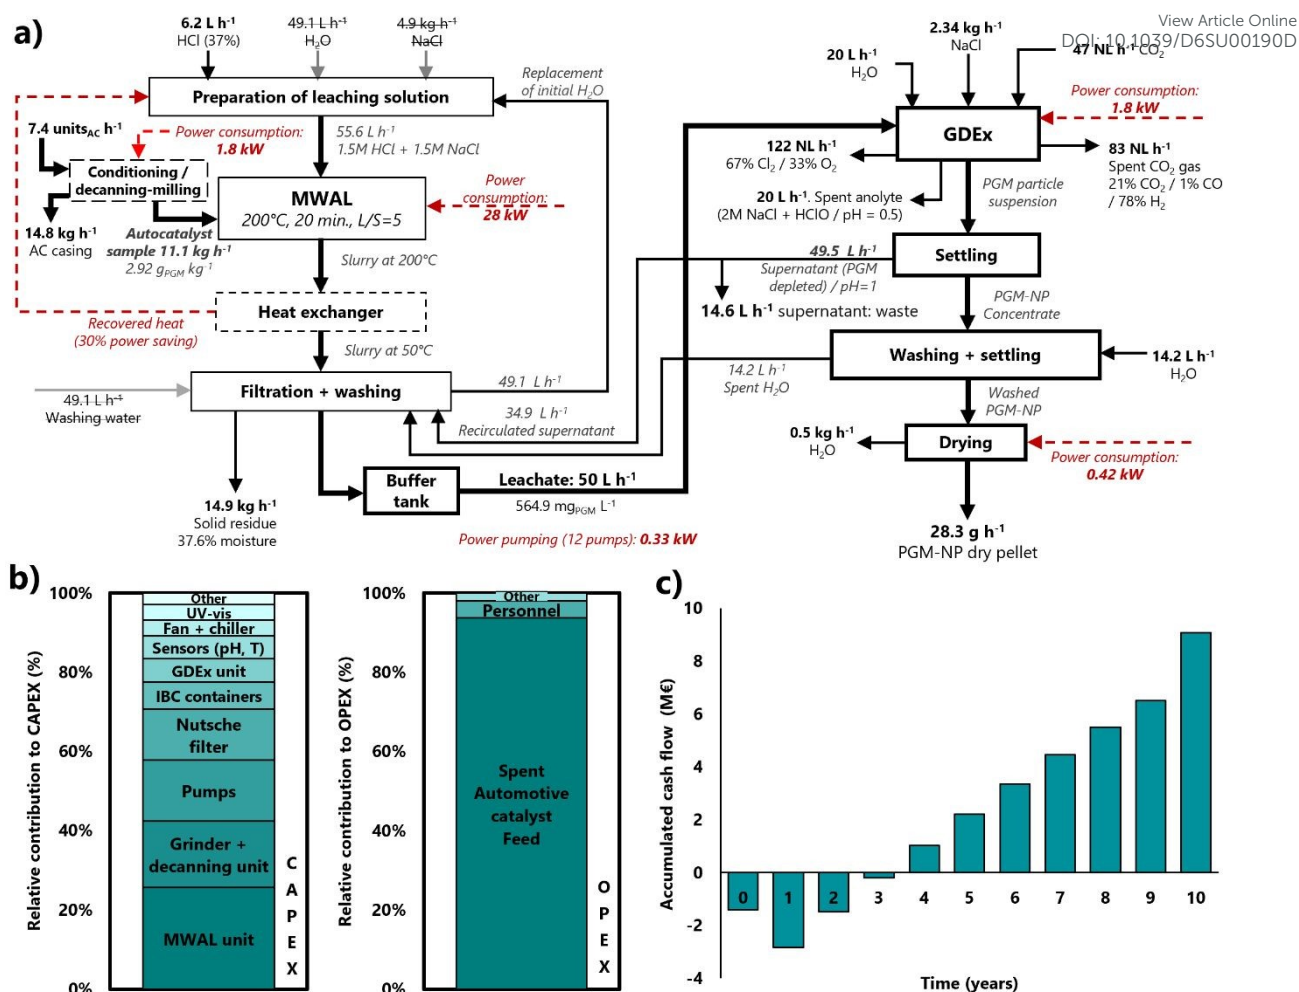 View Article Online
DOI: 10.1039/D6SU00190D
a)
6.2 L h-1
HCl (37%)
49.1 L h-1
H2O
4.9 kg h-1
NaCl
Replacement
of initial H2O
Preparation of leaching solution
7.4 unitsAC h-1
Power consumption:
1.8 kW
55.6 L h-1
1.5M HCl + 1.5M NaCl
Conditioning /
decanning-milling
MWAL
200°C, 20 min., L/S=5
Power
consumption:
28 kW
14.8 kg h-1
AC casing
Autocatalyst
sample 11.1 kg h-1
2.92 gPGM kg-1
Slurry at 200°C
Heat exchanger
Recovered heat
(30% power saving)
Slurry at 50°C
Filtration + washing
49.1 L h-1
Washing water
49.1 L h-1
34.9 L h-1
Recirculated supernatant
14.9 kg h-1
Solid residue
37.6% moisture
Buffer
tank
Leachate: 50 L h-1
564.9 mgPGM L-1
Power pumping (12 pumps): 0.33 kW
20 L h-1
H2O
2.34 kg h-1
NaCl
47 NL h-1 CO2
Power consumption:
1.8 kW
GDEx
122 NL h-1
67% Cl2 / 33% O2
83 NL h-1
Spent CO2 gas
21% CO2 / 1% CO
/ 78% H2
20 L h-1. Spent anolyte
(2M NaCl + HClO / pH = 0.5)
PGM particle
suspension
49.5 L h-1
Supernatant (PGM
depleted) / pH=1
Settling
14.6 L h-1 supernatant: waste
PGM-NP
Concentrate
Washing + settling
14.2 L h-1
H2O
14.2 L h-1
Spent H2O
Washed
PGM-NP
0.5 kg h-1
H2O
Drying
Power consumption:
0.42 kW
28.3 g h-1
PGM-NP dry pellet
b)
Relative contribution to CAPEX (%)
100%
80%
60%
40%
20%
0%
Other
UV-vis
Fan + chiller
Sensors (pH, T)
GDEx unit
IBC containers
Nutsche
filter
Pumps
Grinder +
decanning unit
MWAL unit
C
A
P
E
X
Relative contribution to OPEX (%)
100%
80%
60%
40%
20%
0%
Other
Personnel
Spent
Automotive
catalyst
Feed
O
P
E
X
c)
Accumulated cash flow (M€)
10
8
6
4
2
0
-2
-4
0 1 2 3 4 5 6 7 8 9 10
Time (years)